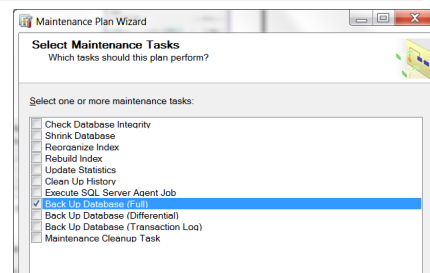 Maintenance Plan Wizard
Select Maintenance Tasks
Which tasks should this plan perform?
Select one or more maintenance tasks:
Check Database Integrity
Shrink Database
Reorganize Index
Rebuild Index
Update Statistics
Clean Up History
Execute SQL Server Agent Job
Back Up Database (Full)
Back Up Database (Differential)
Back Up Database (Transaction Log)
Maintenance Cleanup Task